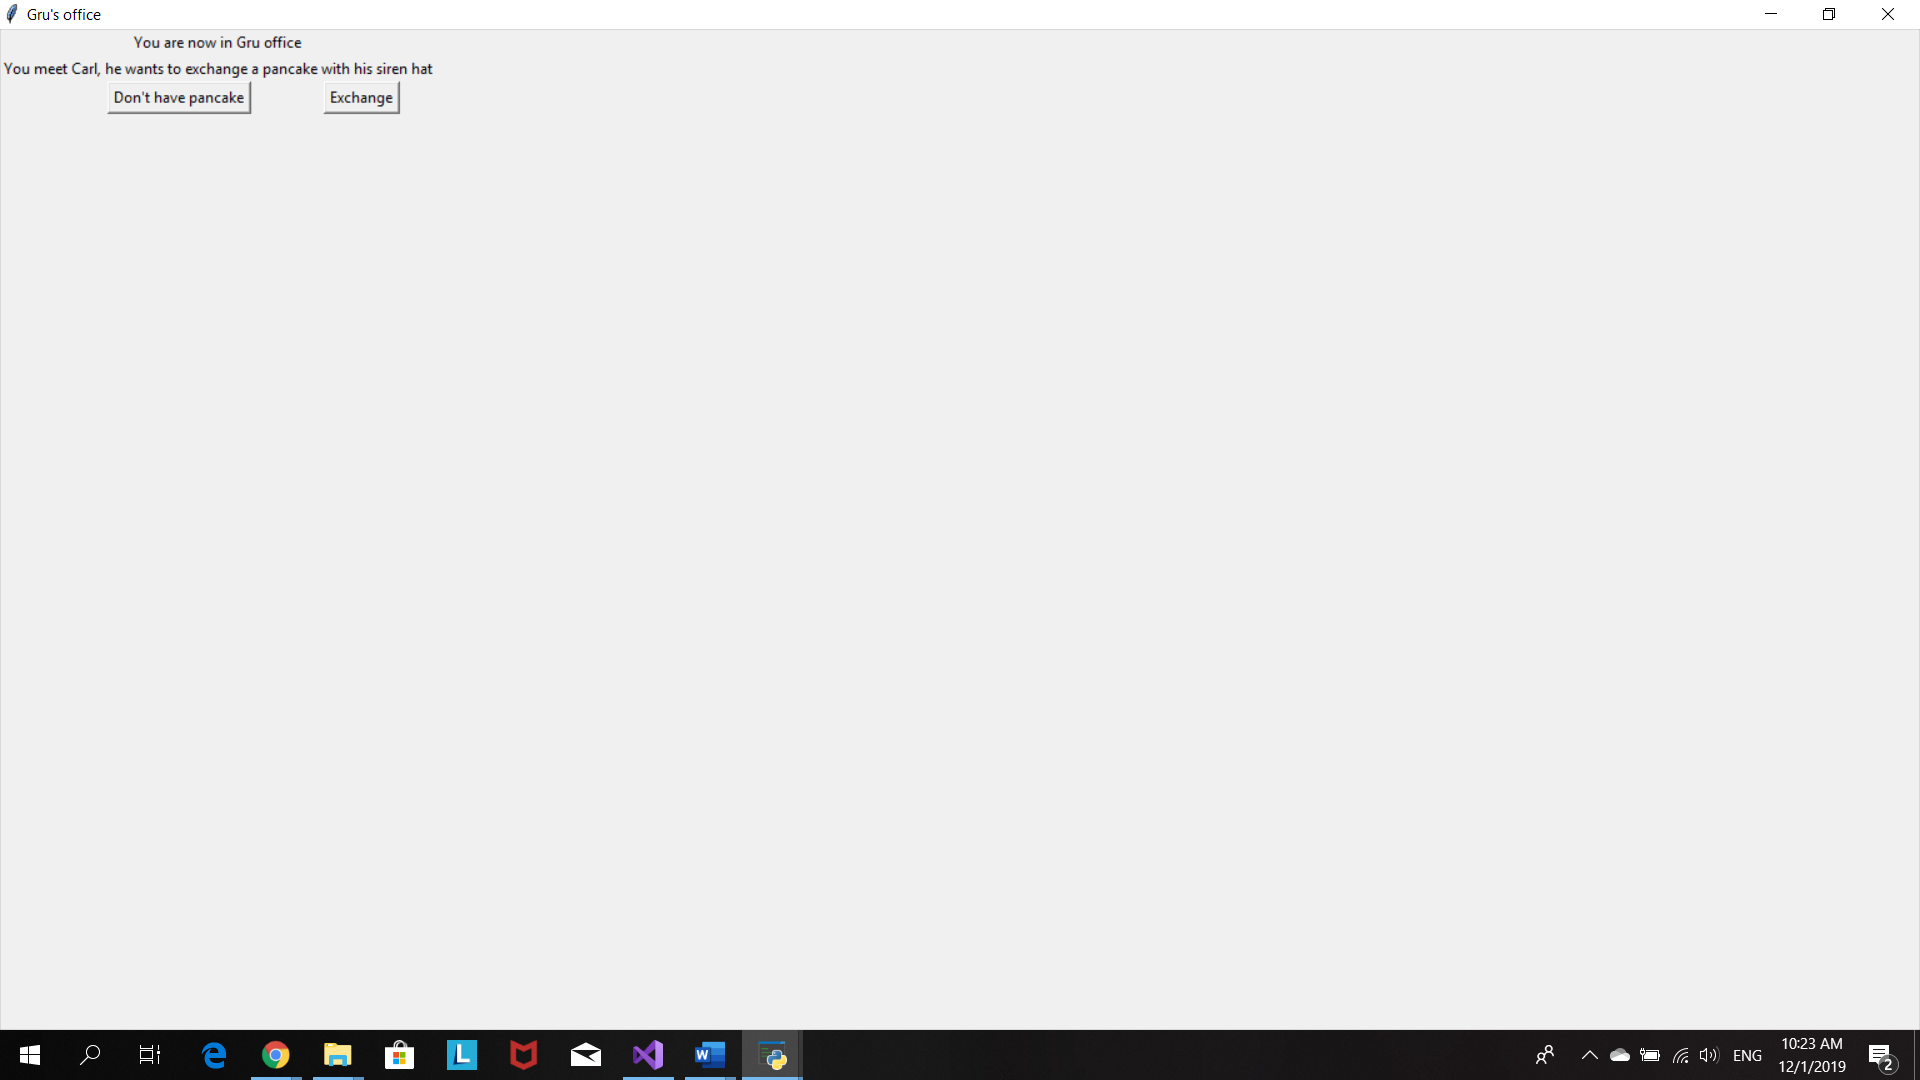 Gru's office
You are now in Gru office
You meet Carl, he wants to exchange a pancake with his siren hat
Don't have pancake Exchange
L
W
ENG
10:23 AM
12/1/2019
2